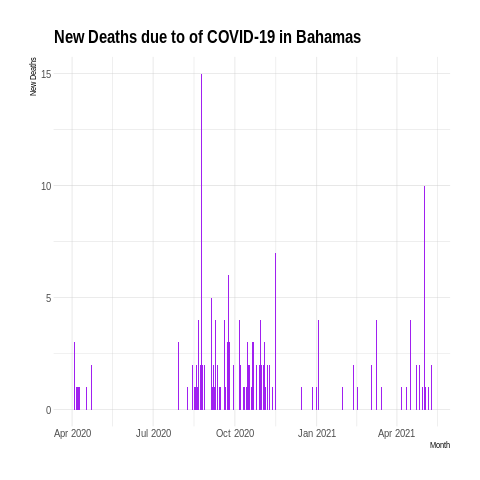 New Deaths due to of COVID-19 in Bahamas
New Deaths
15
10
5
0
Apr 2020
Jul 2020
Oct 2020
Jan 2021
Apr 2021
Month